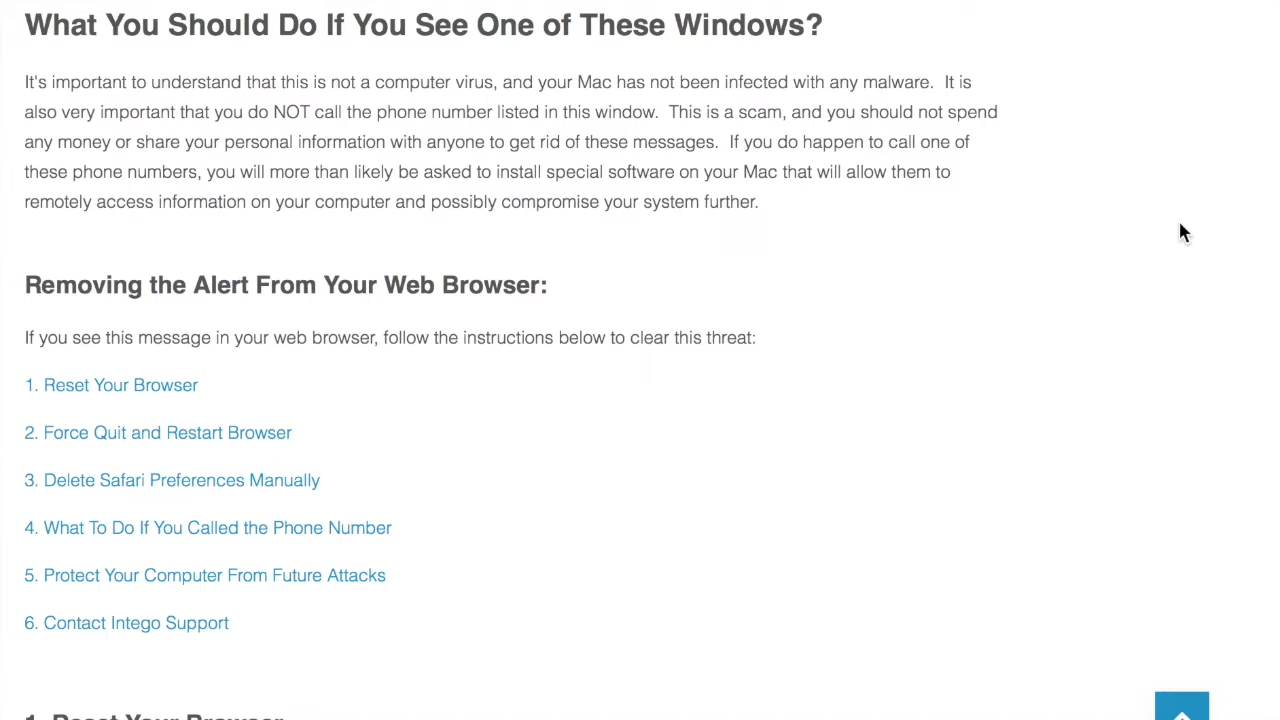 What You Should Do If You See One of These Windows?
It's important to understand that this is not a computer virus, and your Mac has not been infected with any malware.  It is
also very important that you do NOT call the phone number listed in this window.  This is a scam, and you should not spend
any money or share your personal information with anyone to get rid of these messages.  If you do happen to call one of
these phone numbers, you will more than likely be asked to install special software on your Mac that will allow them to
remotely access information on your computer and possibly compromise your system further.
Removing the Alert From Your Web Browser:
If you see this message in your web browser, follow the instructions below to clear this threat:
1. Reset Your Browser
2. Force Quit and Restart Browser
3. Delete Safari Preferences Manually
4. What To Do If You Called the Phone Number
5. Protect Your Computer From Future Attacks
6. Contact Intego Support
1. Reset Your Browser